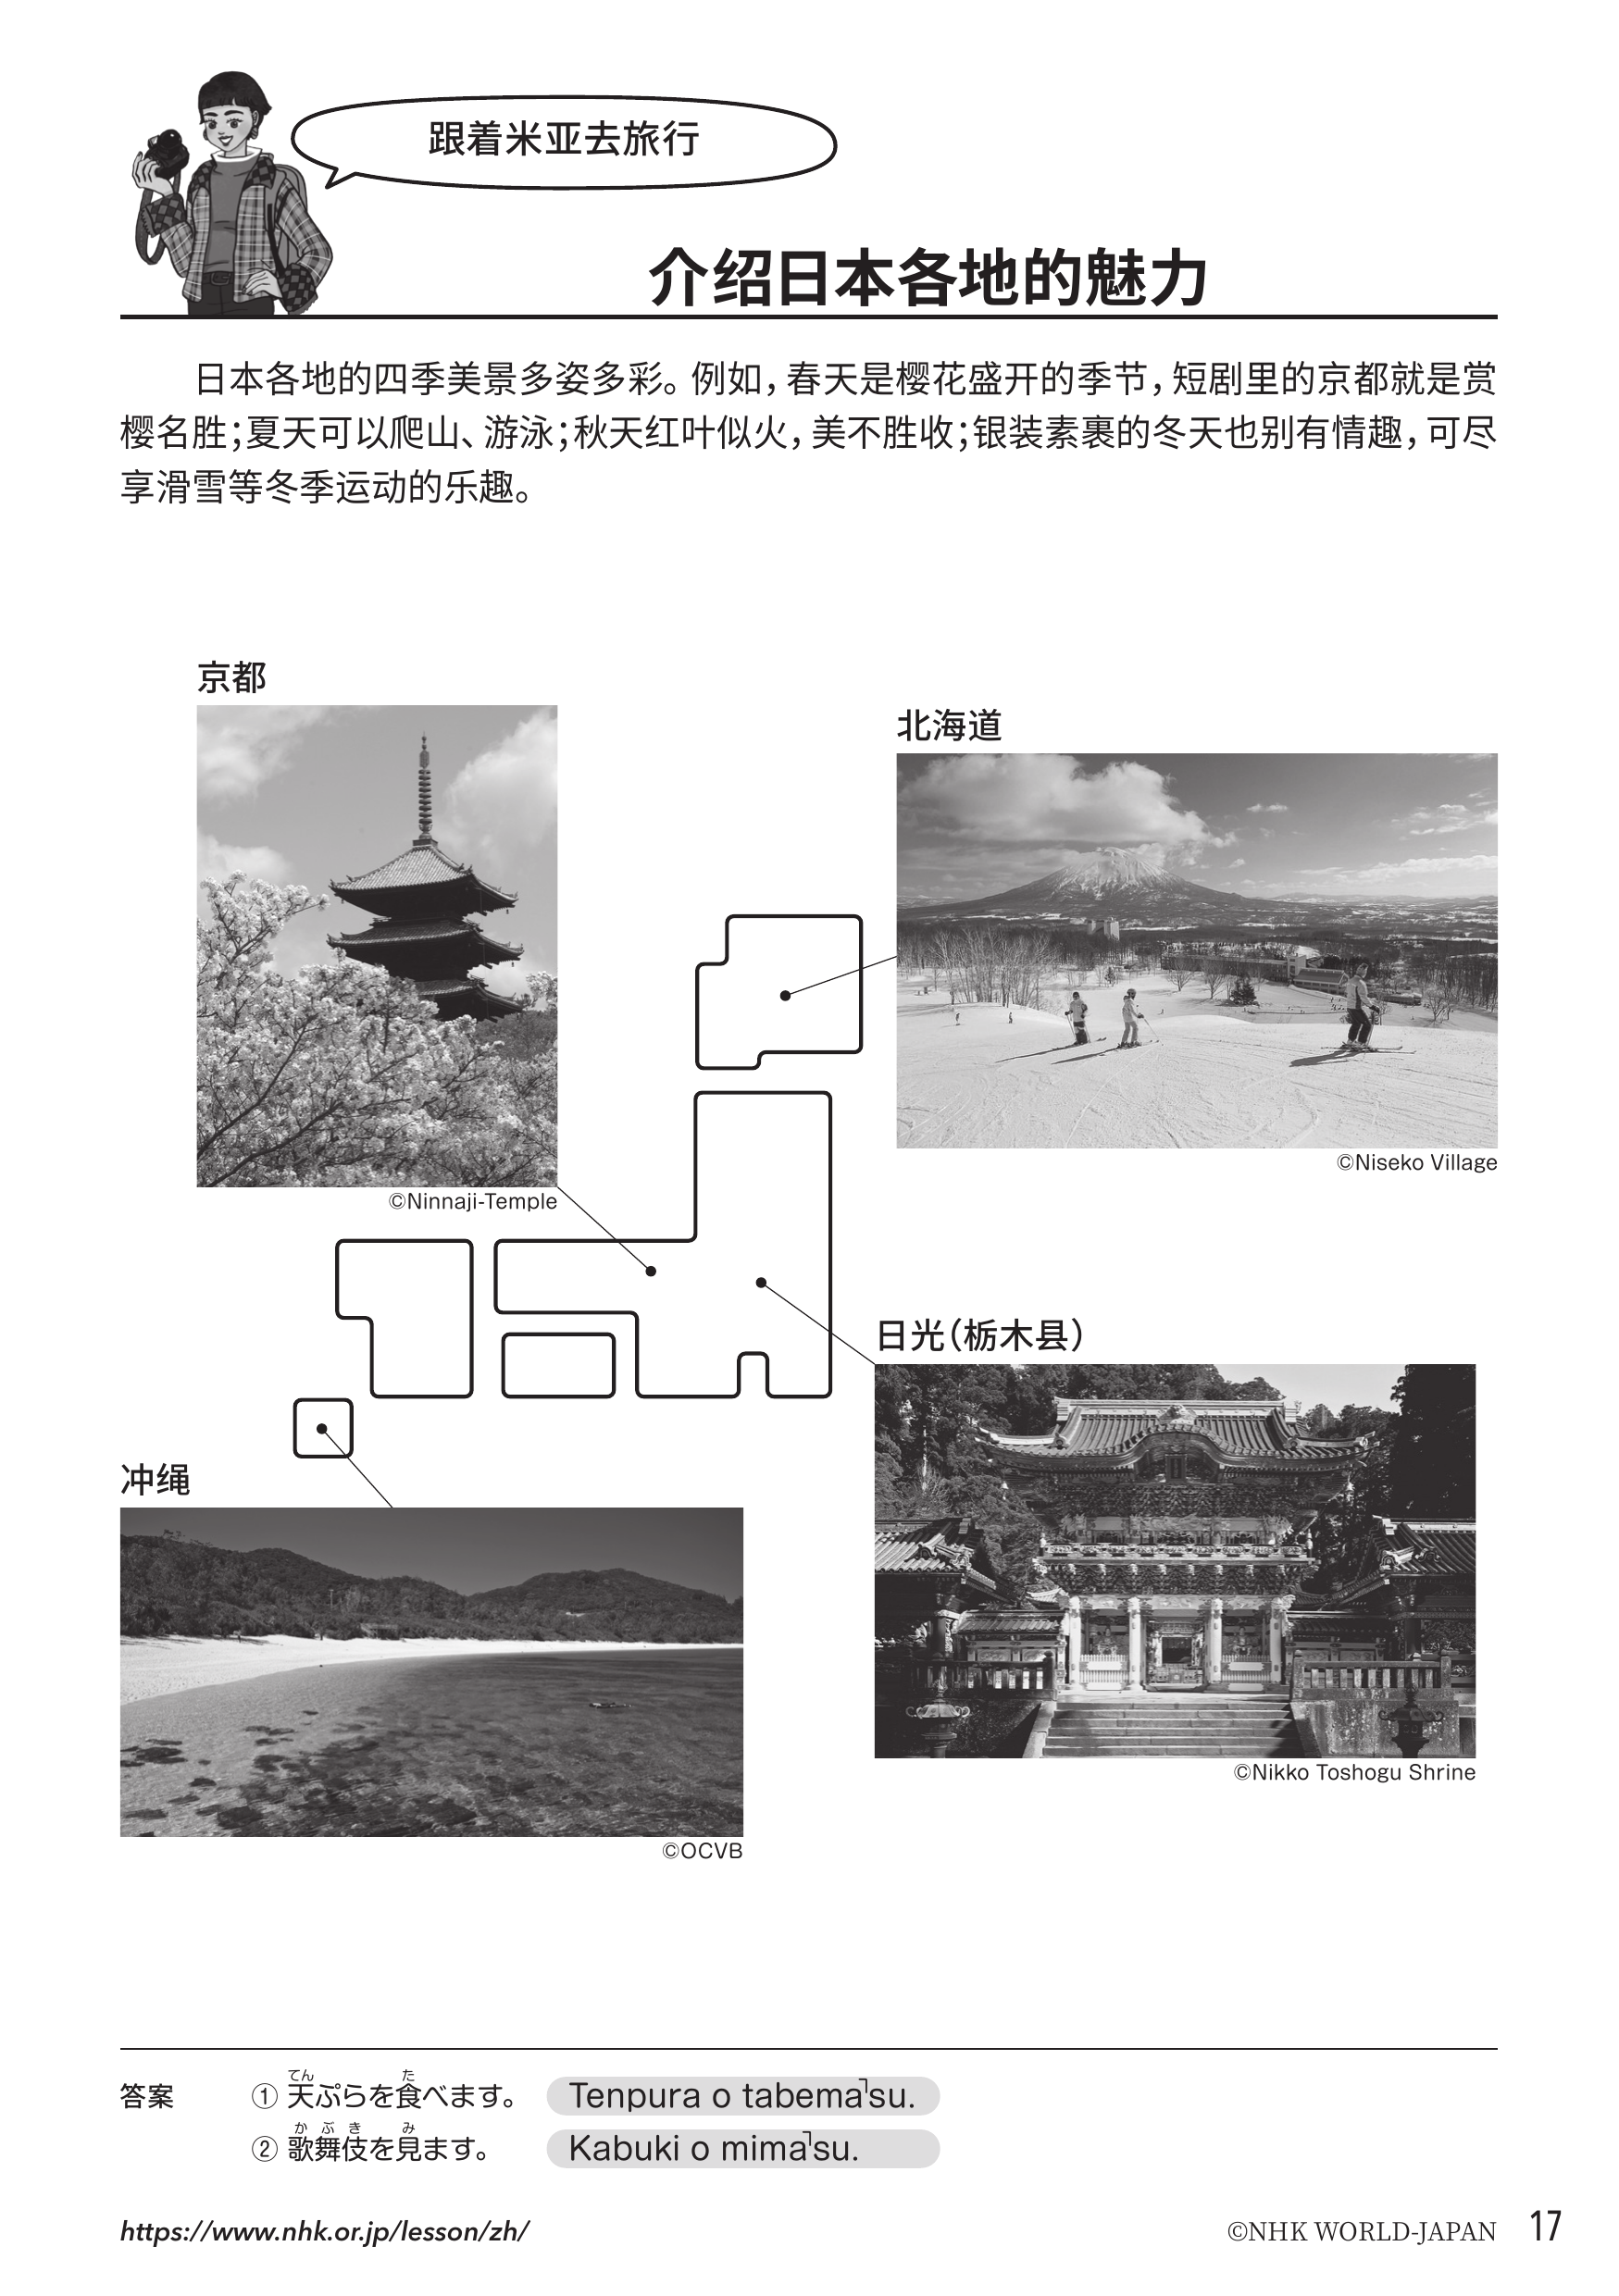 跟着米亚去旅行
介绍日本各地的魅力
日本各地的四季美景多姿多彩。例如，春天是樱花盛开的季节，短剧里的京都就是赏
樱名胜；夏天可以爬山、游泳；秋天红叶似火，美不胜收；银装素裹的冬天也别有情趣，可尽
享滑雪等冬季运动的乐趣。
京都
©Ninnaji-Temple
北海道
©Niseko Village
日光（栃木县）
©Nikko Toshogu Shrine
冲绳
©OCVB
てん た
答案 ① 天ぷらを食べます。 Tenpura o tabema˺su.
か ぶ き み
② 歌舞伎を見ます。 Kabuki o mima˺su.
https://www.nhk.or.jp/lesson/zh/ ©NHK WORLD-JAPAN 17